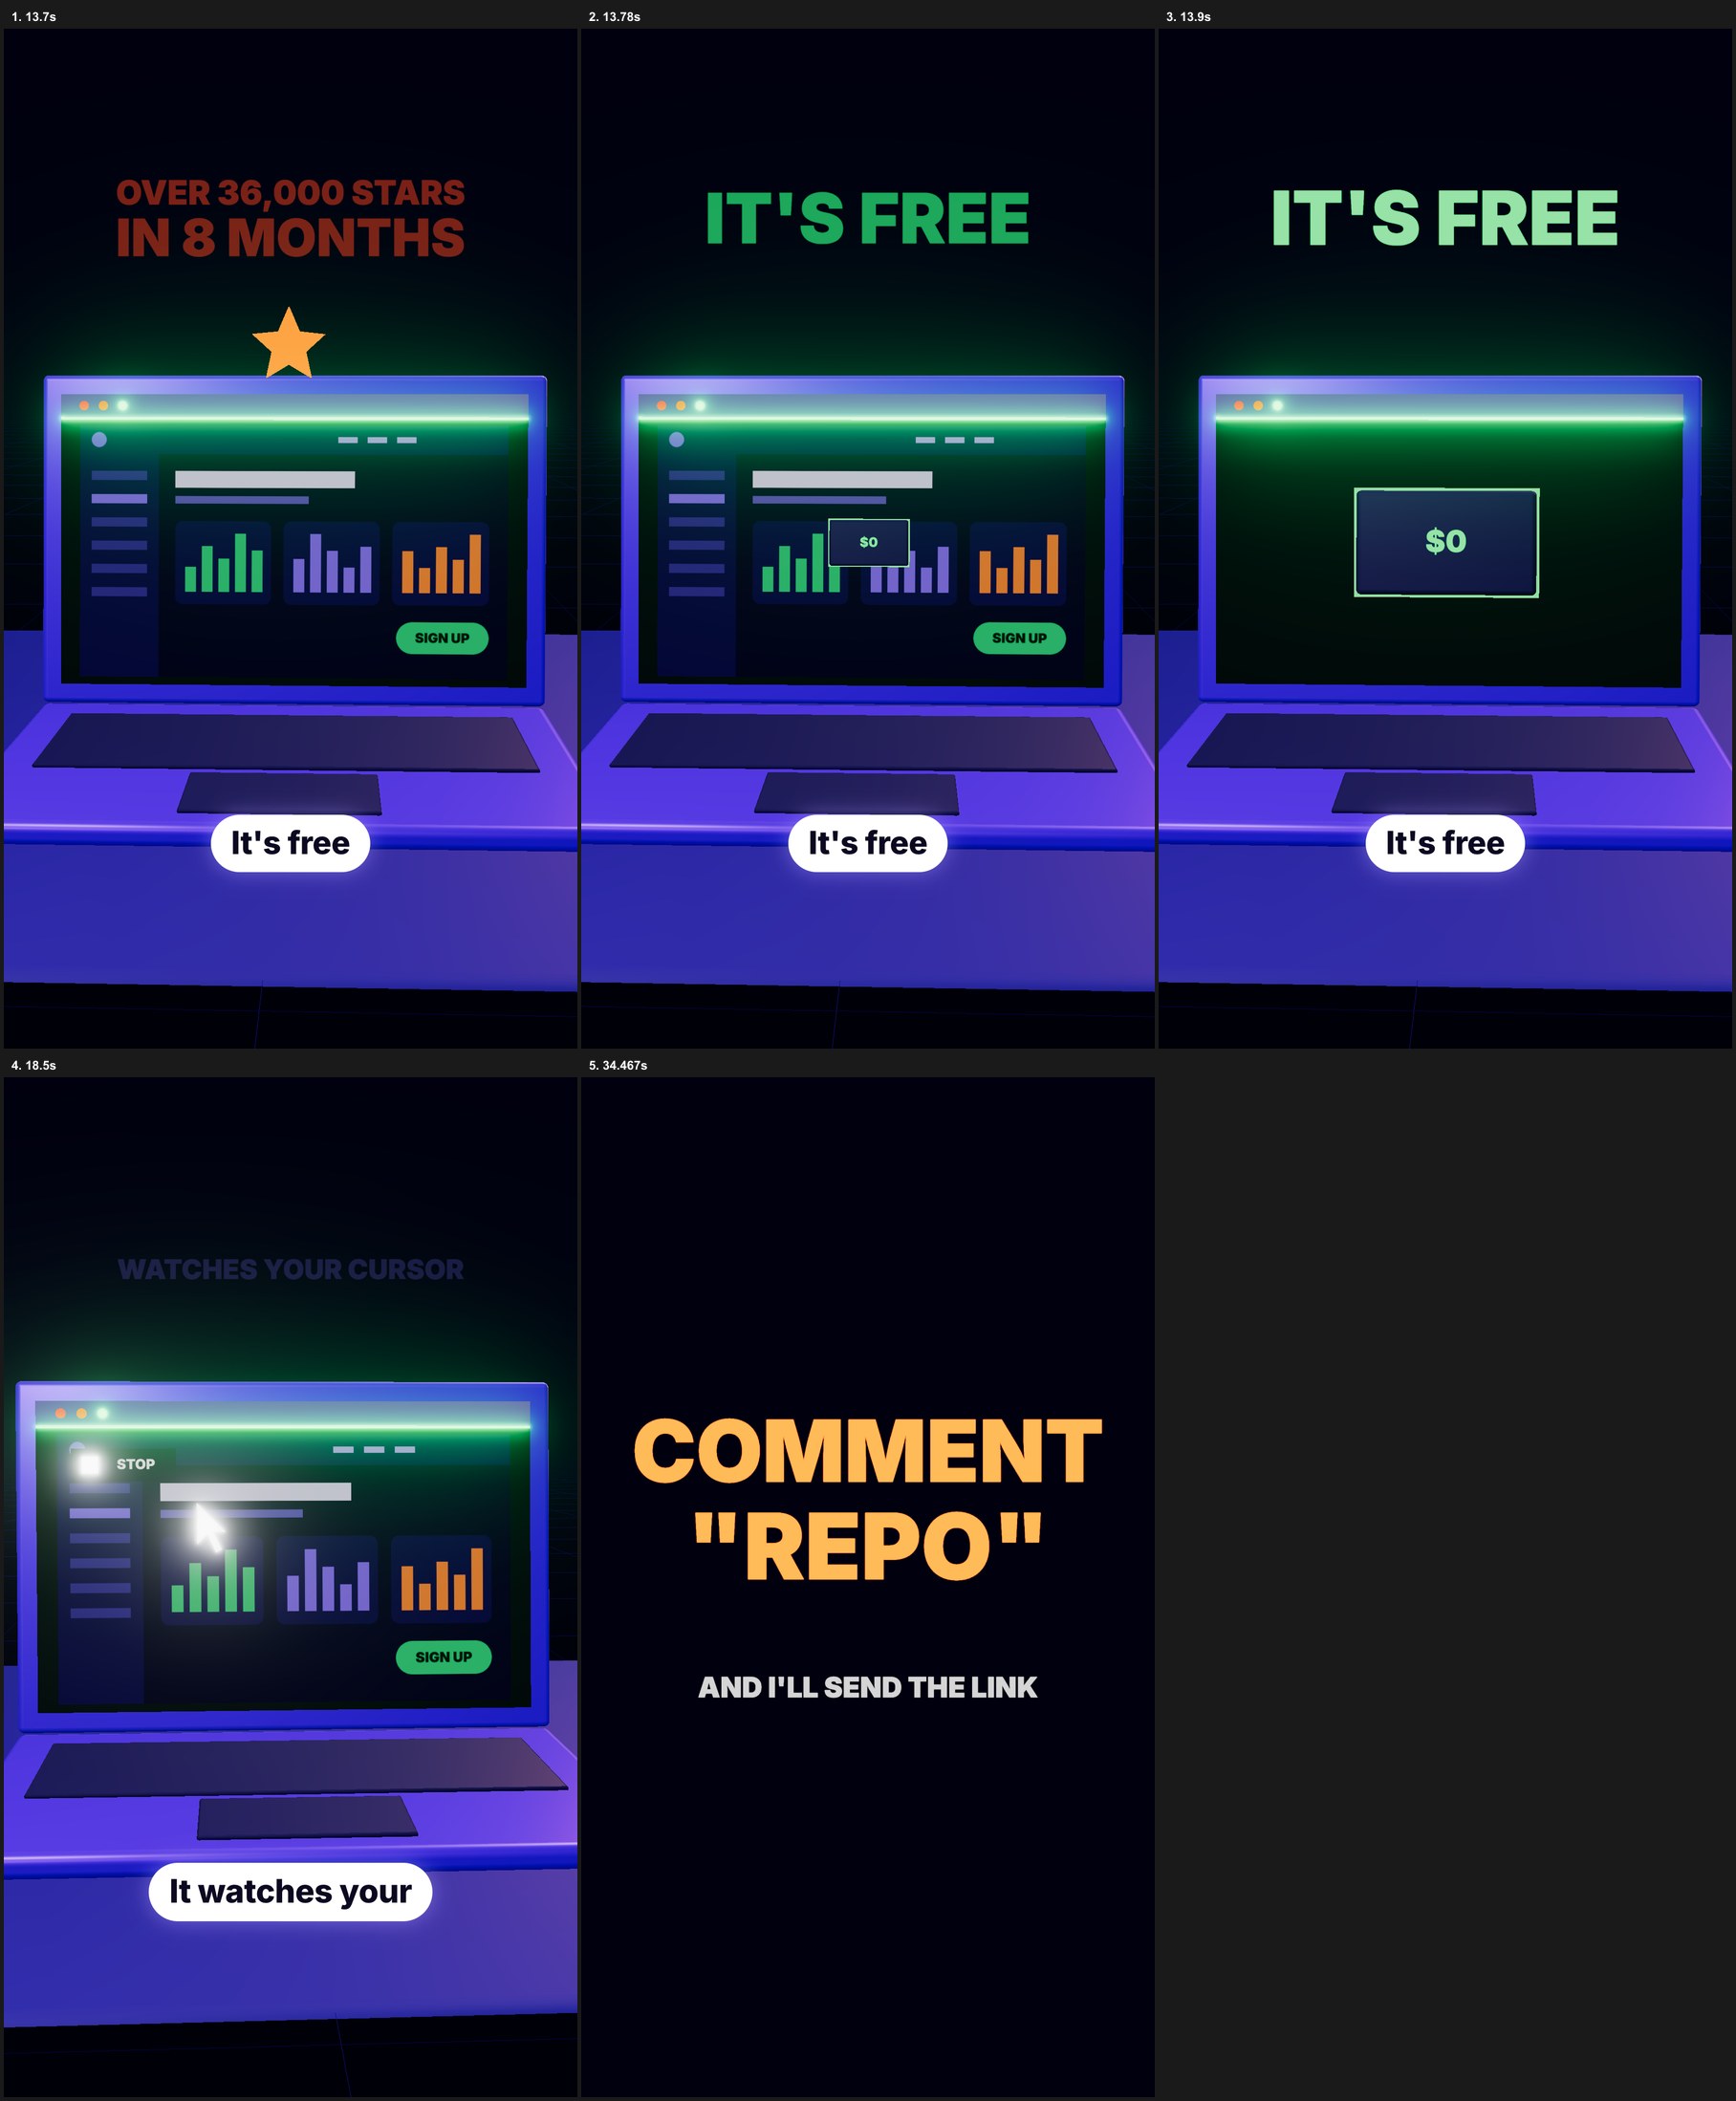 1. 13.7s
OVER 36,000 STARS
IN 8 MONTHS
SIGN UP
It's free
2. 13.78s
IT'S FREE
$0
SIGN UP
It's free
3. 13.9s
IT'S FREE
$0
It's free
4. 18.5s
WATCHES YOUR CURSOR
STOP
SIGN UP
It watches your
5. 34.467s
COMMENT
"REPO"
AND I'LL SEND THE LINK